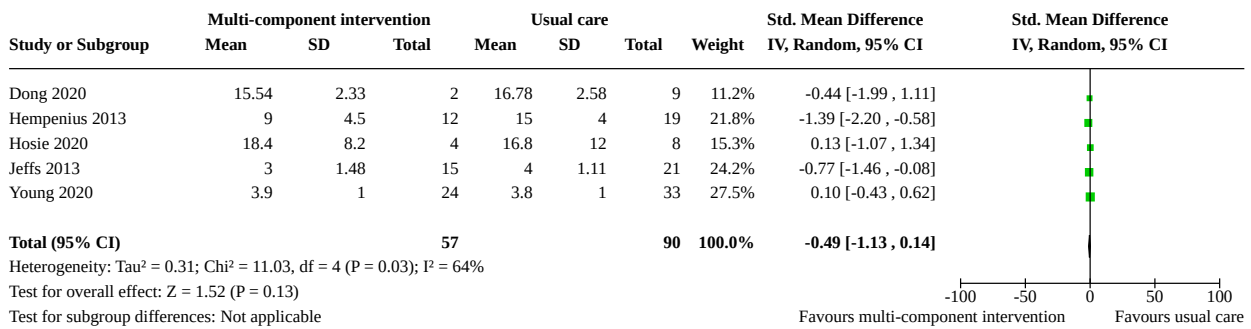 Multi-component intervention Usual care Std. Mean Difference Std. Mean Difference
Study or Subgroup Mean SD Total Mean SD Total Weight IV, Random, 95% CI IV, Random, 95% CI
Dong 2020 15.54 2.33 2 16.78 2.58 9 11.2% -0.44 [-1.99 , 1.11]
Hempenius 2013 9 4.5 12 15 4 19 21.8% -1.39 [-2.20 , -0.58]
Hosie 2020 18.4 8.2 4 16.8 12 8 15.3% 0.13 [-1.07 , 1.34]
Jeffs 2013 3 1.48 15 4 1.11 21 24.2% -0.77 [-1.46 , -0.08]
Young 2020 3.9 1 24 3.8 1 33 27.5% 0.10 [-0.43 , 0.62]
Total (95% CI) 57 90 100.0% -0.49 [-1.13 , 0.14]
Heterogeneity: Tau² = 0.31; Chi² = 11.03, df = 4 (P = 0.03); I² = 64%
Test for overall effect: Z = 1.52 (P = 0.13) -100 -50 0 50 100
Test for subgroup differences: Not applicable Favours multi-component intervention Favours usual care